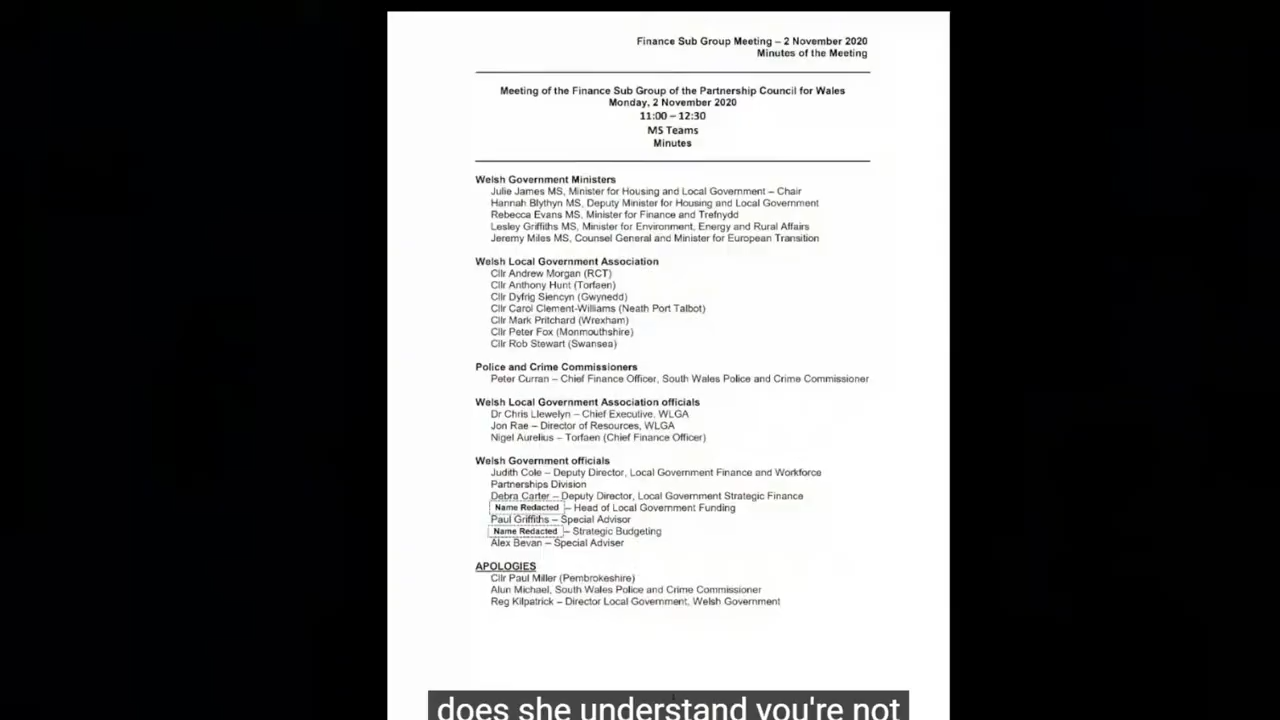 Finance Sub Group Meeting – 2 November 2020
Minutes of the Meeting
Meeting of the Finance Sub Group of the Partnership Council for Wales
Monday, 2 November 2020
11:00 – 12:30
MS Teams
Minutes
Welsh Government Ministers
Julie James MS, Minister for Housing and Local Government – Chair
Hannah Blythyn MS, Deputy Minister for Housing and Local Government
Rebecca Evans MS, Minister for Finance and Trefnydd
Lesley Griffiths MS, Minister for Environment, Energy and Rural Affairs
Jeremy Miles MS, Counsel General and Minister for European Transition
Welsh Local Government Association
Cllr Andrew Morgan (RCT)
Cllr Anthony Hunt (Torfaen)
Cllr Dyfrig Siencyn (Gwynedd)
Cllr Carol Clement-Williams (Neath Port Talbot)
Cllr Mark Pritchard (Wrexham)
Cllr Peter Fox (Monmouthshire)
Cllr Rob Stewart (Swansea)
Police and Crime Commissioners
Peter Curran – Chief Finance Officer, South Wales Police and Crime Commissioner
Welsh Local Government Association officials
Dr Chris Llewelyn – Chief Executive, WLGA
Jon Rae – Director of Resources, WLGA
Nigel Aurelius – Torfaen (Chief Finance Officer)
Welsh Government officials
Judith Cole – Deputy Director, Local Government Finance and Workforce
Partnerships Division
Debra Carter – Deputy Director, Local Government Strategic Finance
Name Redacted – Head of Local Government Funding
Paul Griffiths – Special Advisor
Name Redacted – Strategic Budgeting
Alex Bevan – Special Adviser
APOLOGIES
Cllr Paul Miller (Pembrokeshire)
Alun Michael, South Wales Police and Crime Commissioner
Reg Kilpatrick – Director Local Government, Welsh Government
does she understand you're not